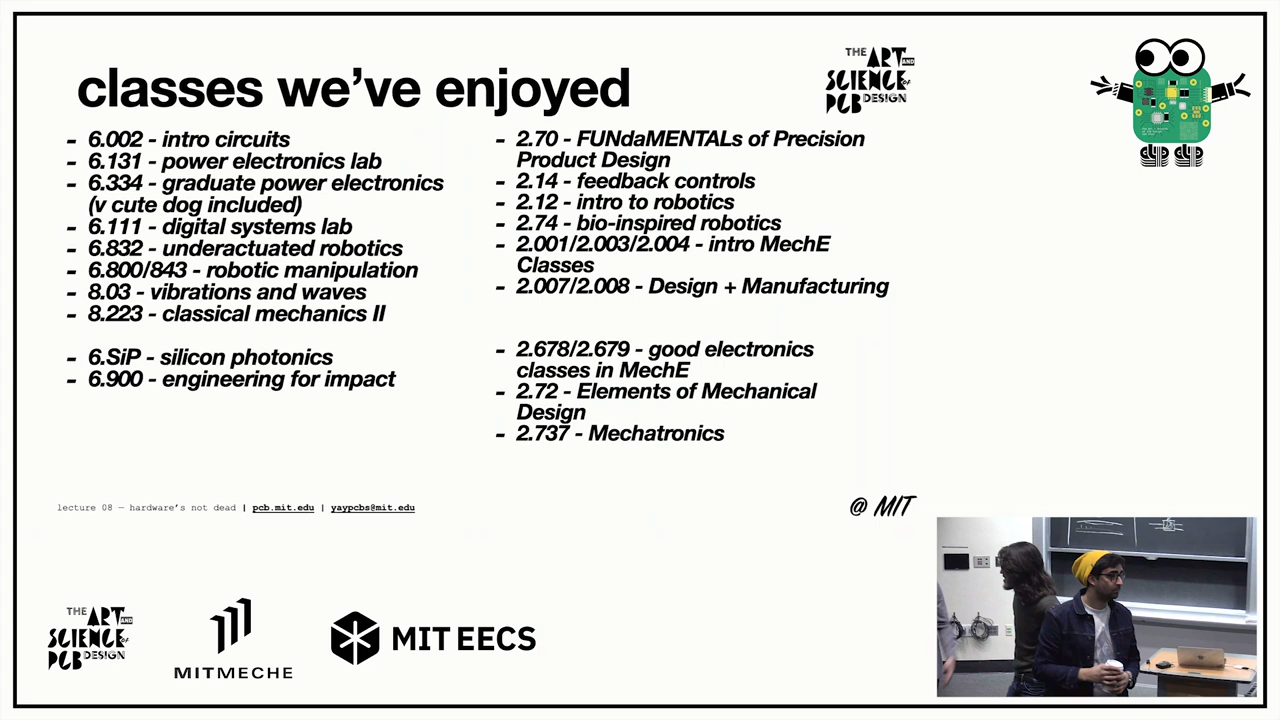 classes we've enjoyed
THE ART AND
SCIENCE of
PCB DESIGN
- 6.002 - intro circuits
- 6.131 - power electronics lab
- 6.334 - graduate power electronics
(v cute dog included)
- 6.111 - digital systems lab
- 6.832 - underactuated robotics
- 6.800/843 - robotic manipulation
- 8.03 - vibrations and waves
- 8.223 - classical mechanics II
- 6.SiP - silicon photonics
- 6.900 - engineering for impact
- 2.70 - FUNdaMENTALs of Precision
Product Design
- 2.14 - feedback controls
- 2.12 - intro to robotics
- 2.74 - bio-inspired robotics
- 2.001/2.003/2.004 - intro MechE
Classes
- 2.007/2.008 - Design + Manufacturing
- 2.678/2.679 - good electronics
classes in MechE
- 2.72 - Elements of Mechanical
Design
- 2.737 - Mechatronics
lecture 08 — hardware's not dead | pcb.mit.edu | yaypcbs@mit.edu
@ MIT
THE ART AND
SCIENCE of
PCB DESIGN
MITMECHE
MIT EECS